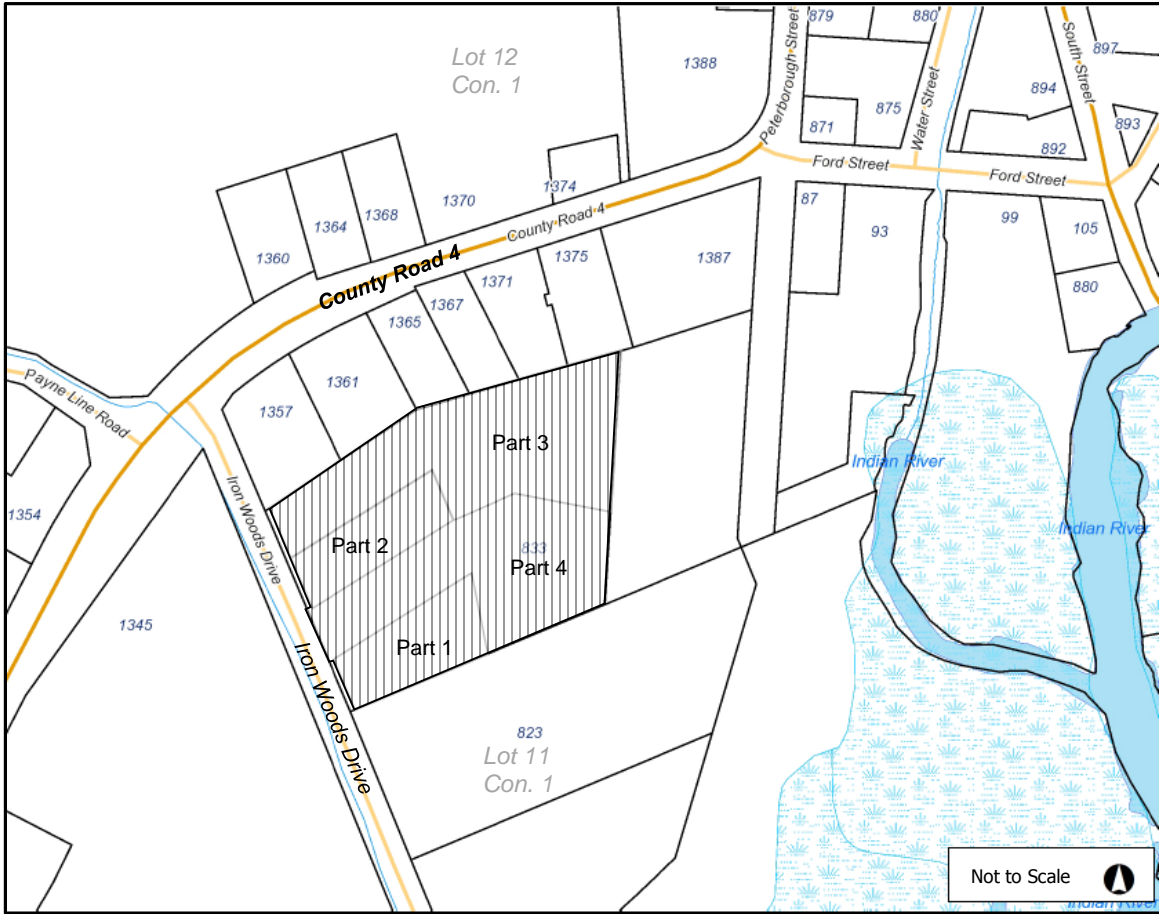 879
880
Lot 12
Con. 1
1388
Peterborough Street
South Street
897
894
875
Water Street
871
893
892
Ford Street
Ford Street
1374
1368
1370
1364
87
93
99
105
County Road 4
1360
County Road 4
1375
1387
1371
880
1367
1365
1361
Payne Line Road
1357
Part 3
Indian River
1354
Iron Woods Drive
Indian River
Part 2
833
Part 4
1345
Part 1
Iron Woods Drive
823
Lot 11
Con. 1
Not to Scale
Indian River